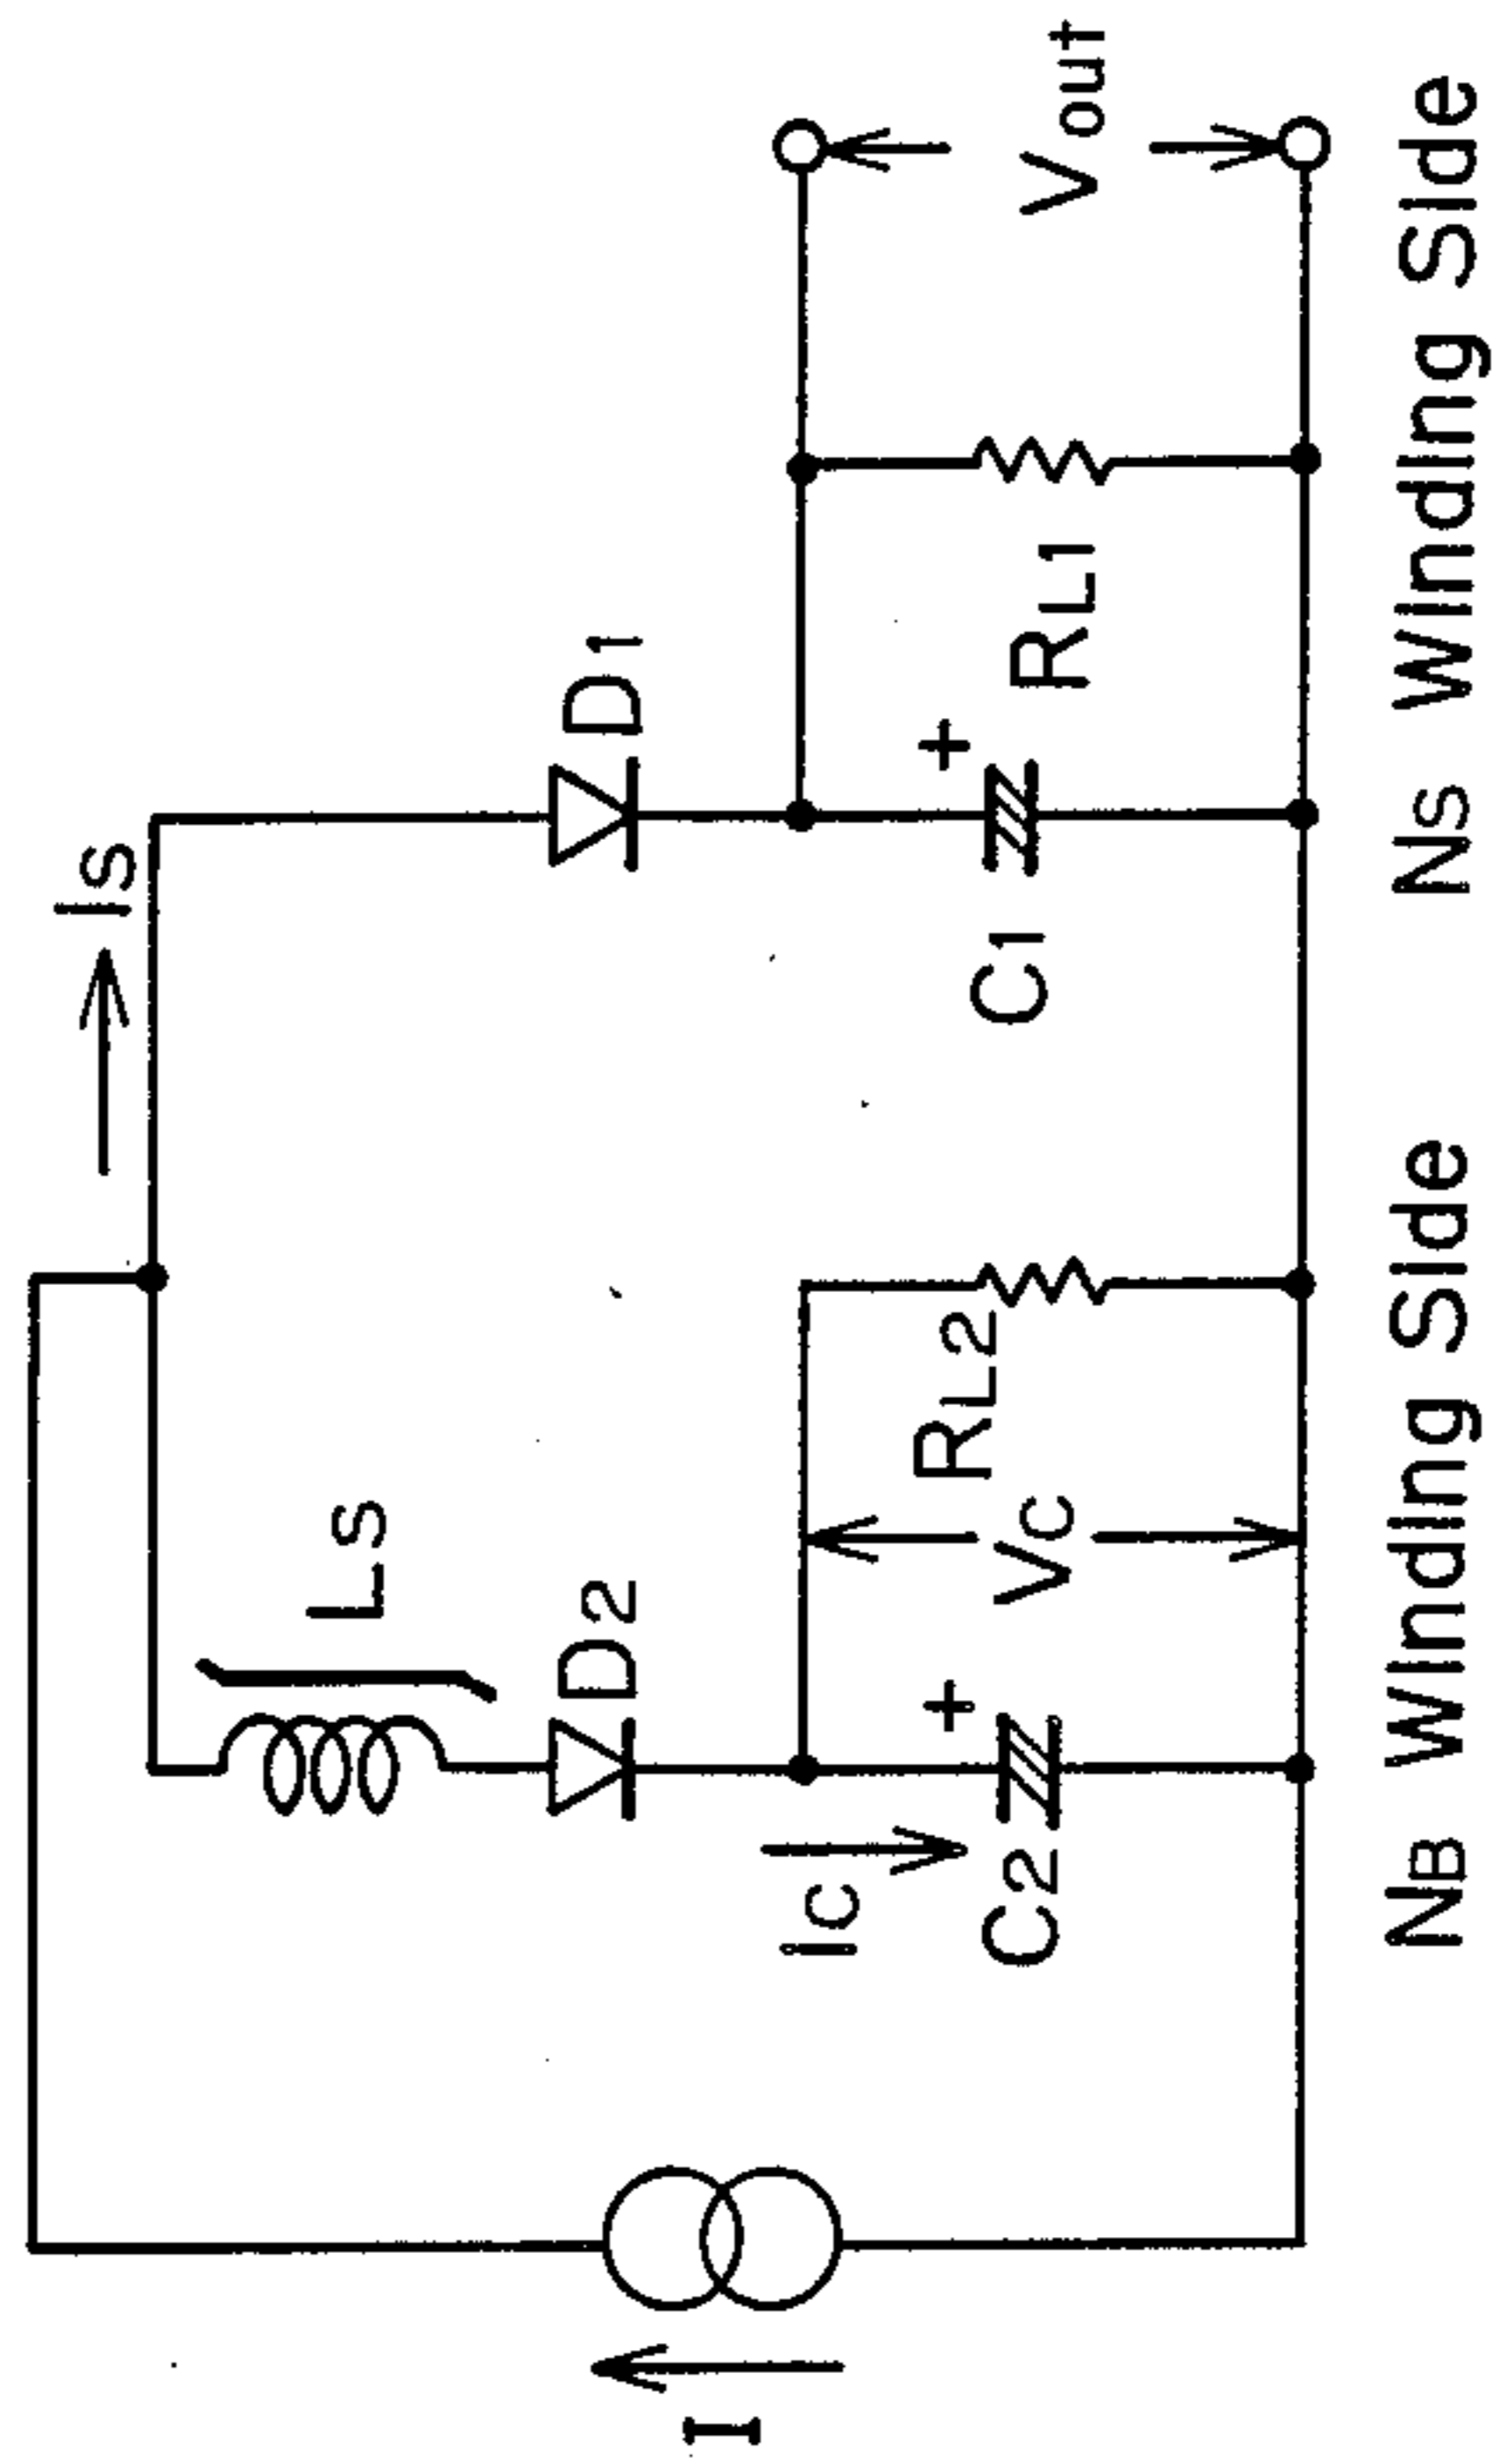 I
Is
Ls
D2
D1
Ic
C2
+
Vc
RL2
C1
+
RL1
Vout
NB Winding Side
Ns Winding Side